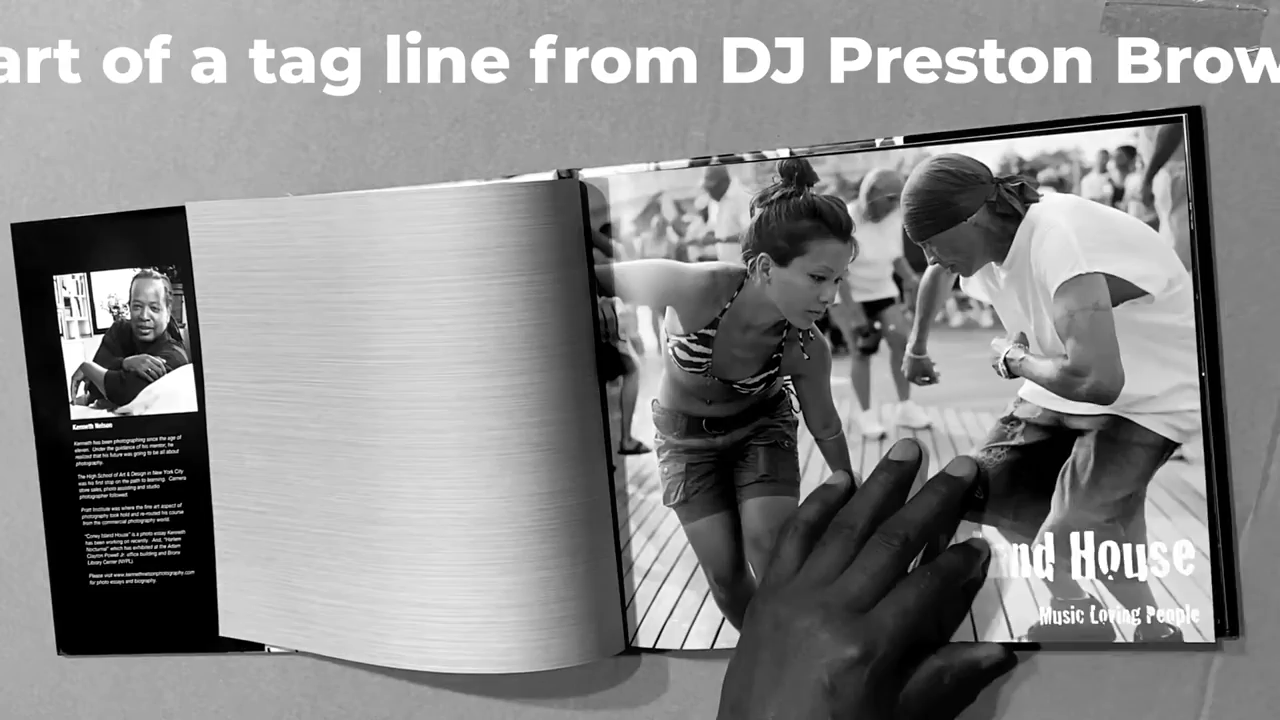 art of a tag line from DJ Preston Brow
Kenneth Nelson
Kenneth has been photographing since the age of
eleven. Under the guidance of his mentor, he
realized that his future was going to be all about
photography.
The High School of Art & Design in New York City
was his first stop on the path to learning. Camera
store sales, photo assisting and studio
photographer followed.
Pratt Institute was where the fine art aspect of
photography took hold and re-routed his course
from the commercial photography world.
"Coney Island House" is a photo essay Kenneth
has been working on recently. And, "Harlem
Nocturnal" which has exhibited at the Adam
Clayton Powell Jr. office building and Bronx
Library Center (NYPL).
Please visit www.kennethnelsonphotography.com
for photo essays and biography.
nd House
Music Loving People